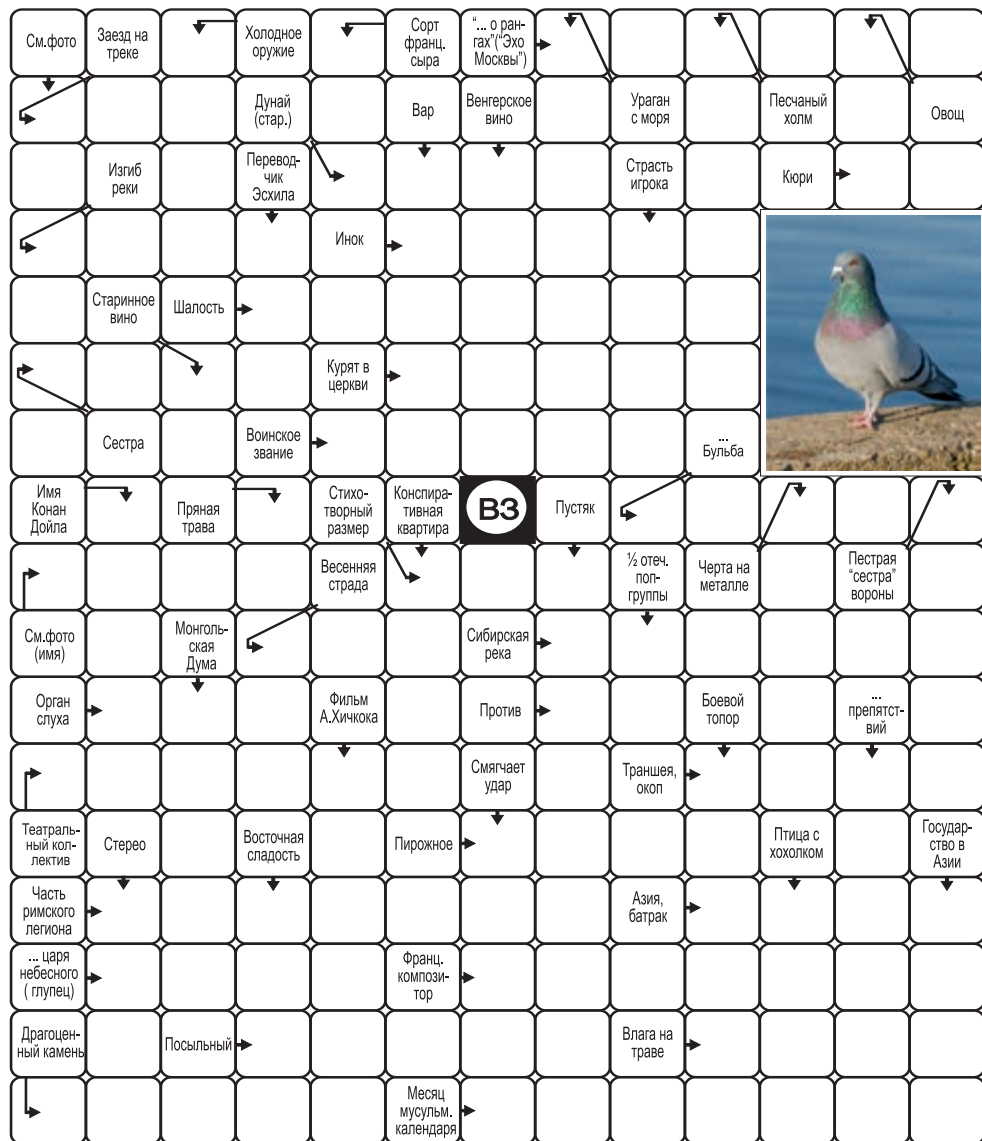 См.фото
Заезд на
треке
Холодное
оружие
Сорт
франц.
сыра
“... о ран-
гах”(“Эхо
Москвы”)
Дунай
(стар.)
Вар
Венгерское
вино
Ураган
с моря
Песчаный
холм
Овощ
Изгиб
реки
Перевод-
чик
Эсхила
Страсть
игрока
Кюри
Инок
Старинное
вино
Шалость
Курят в
церкви
Сестра
Воинское
звание
...
Бульба
Имя
Конан
Дойла
Пряная
трава
Стихо-
творный
размер
Конспира-
тивная
квартира
ВЗ
Пустяк
Весенняя
страда
½ отеч.
поп-
группы
Черта на
металле
Пестрая
“сестра”
вороны
См.фото
(имя)
Монголь-
ская
Дума
Сибирская
река
Орган
слуха
Фильм
А.Хичкока
Против
Боевой
топор
...
препятст-
вий
Смягчает
удар
Траншея,
окоп
Театраль-
ный кол-
лектив
Стерео
Восточная
сладость
Пирожное
Птица с
хохолком
Государ-
ство в
Азии
Часть
римского
легиона
Азия,
батрак
... царя
небесного
( глупец)
Франц.
компози-
тор
Драгоцен-
ный камень
Посыльный
Влага на
траве
Месяц
мусульм.
календаря